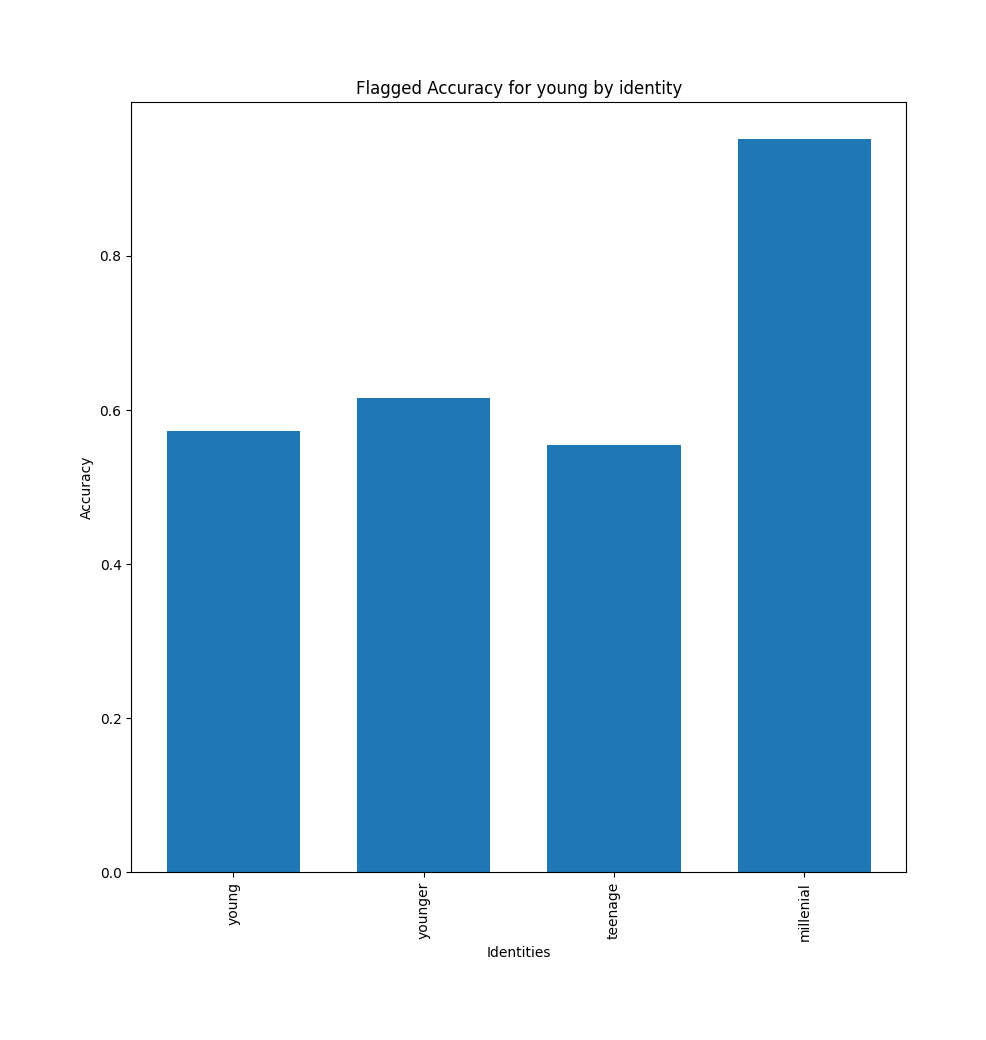 Flagged Accuracy for young by identity
0.8
0.6
0.4
0.2
0.0
Accuracy
young
younger
teenage
millenial
Identities